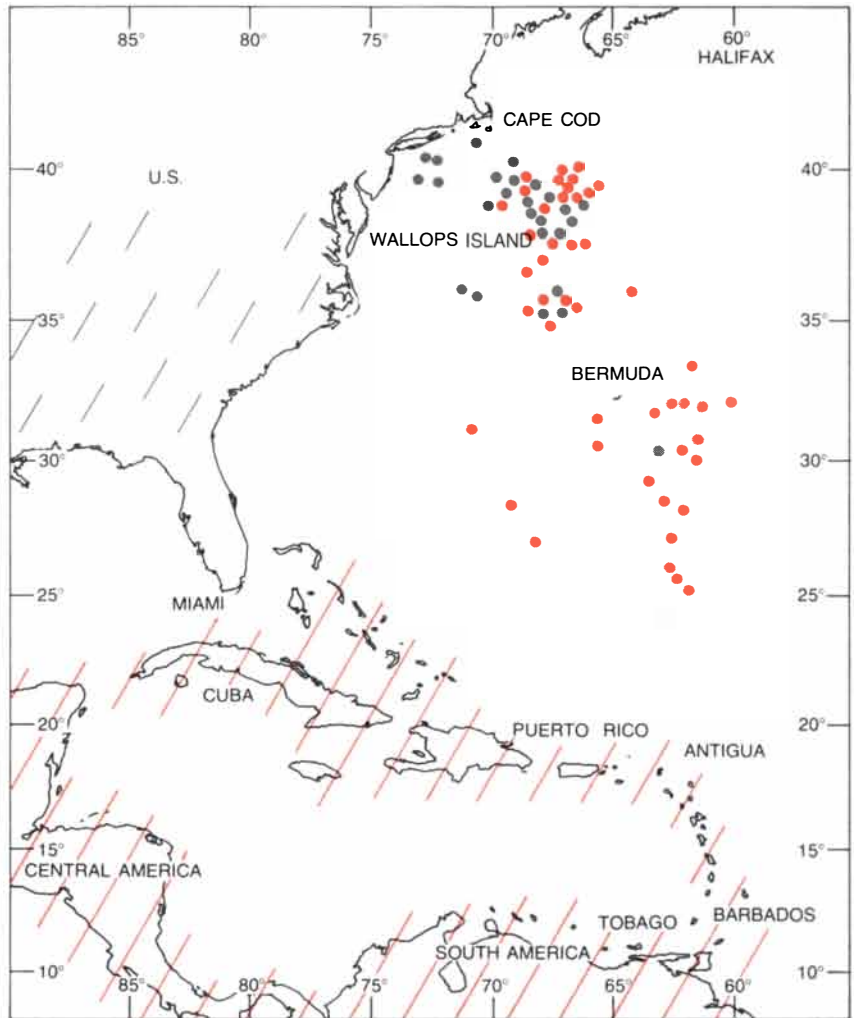 85° 80° 75° 70° 65° 60°
HALIFAX
CAPE COD
40° U.S. 40°
WALLOPS ISLAND
35° 35°
BERMUDA
30° 30°
25° 25°
MIAMI
CUBA
20° 20°
PUERTO RICO
ANTIGUA
15° 15°
CENTRAL AMERICA
TOBAGO BARBADOS
SOUTH AMERICA
10° 10°
85° 80° 75° 70° 65° 60°